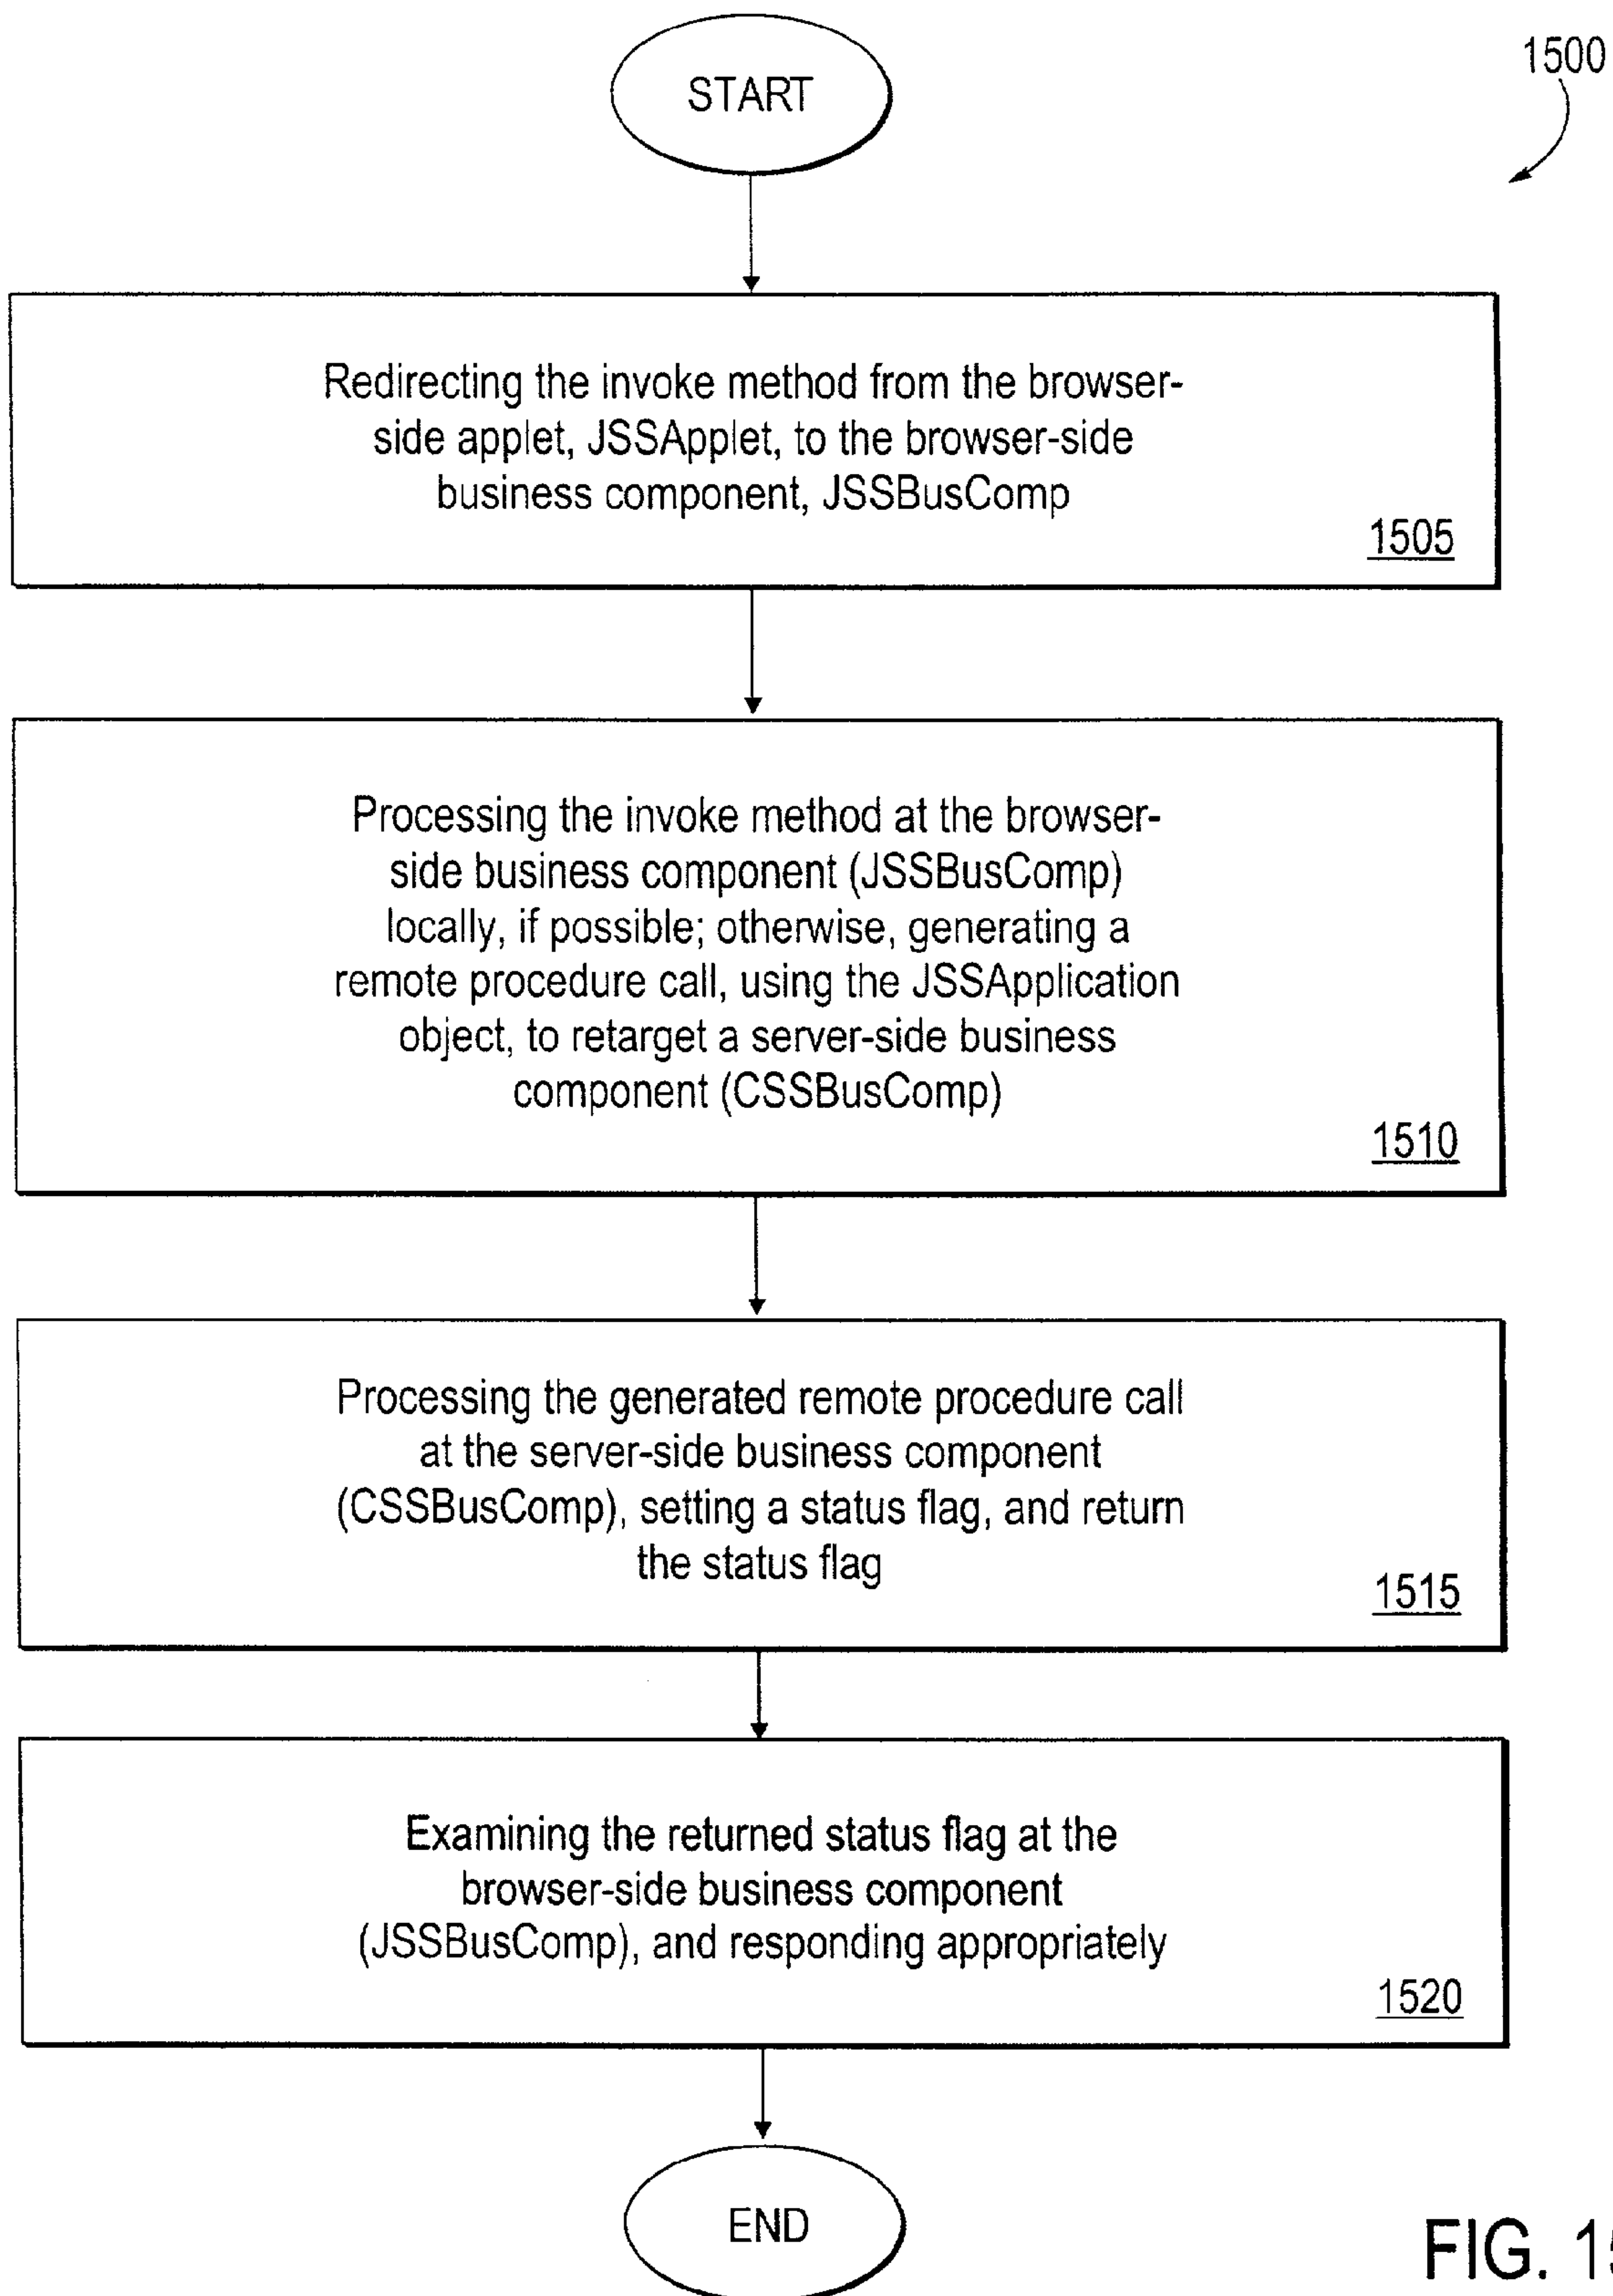 START
1500
Redirecting the invoke method from the browser-
side applet, JSSApplet, to the browser-side
business component, JSSBusComp
1505
Processing the invoke method at the browser-
side business component (JSSBusComp)
locally, if possible; otherwise, generating a
remote procedure call, using the JSSApplication
object, to retarget a server-side business
component (CSSBusComp)
1510
Processing the generated remote procedure call
at the server-side business component
(CSSBusComp), setting a status flag, and return
the status flag
1515
Examining the returned status flag at the
browser-side business component
(JSSBusComp), and responding appropriately
1520
END
FIG. 15